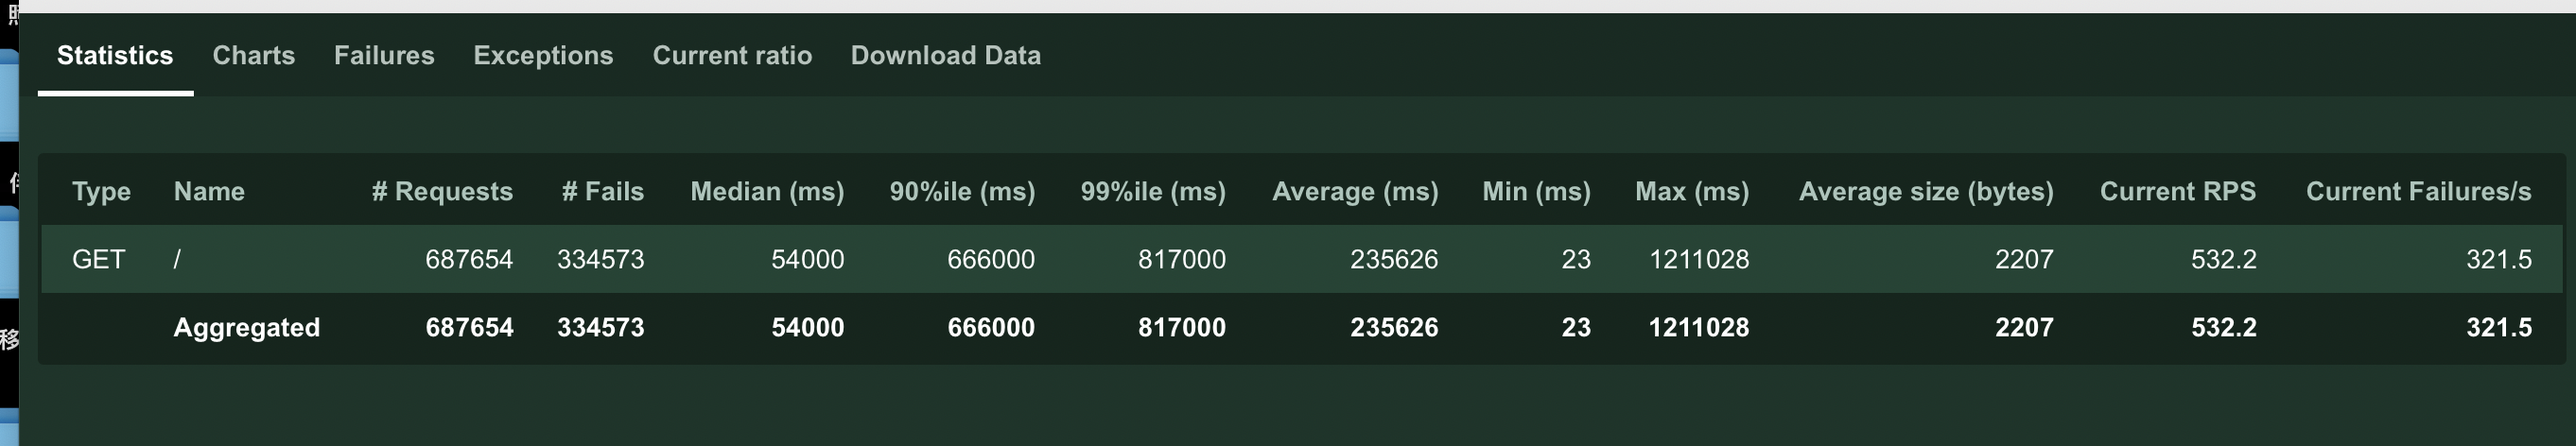 Statistics Charts Failures Exceptions Current ratio Download Data
Type Name # Requests # Fails Median (ms) 90%ile (ms) 99%ile (ms) Average (ms) Min (ms) Max (ms) Average size (bytes) Current RPS Current Failures/s
GET / 687654 334573 54000 666000 817000 235626 23 1211028 2207 532.2 321.5
Aggregated 687654 334573 54000 666000 817000 235626 23 1211028 2207 532.2 321.5
移